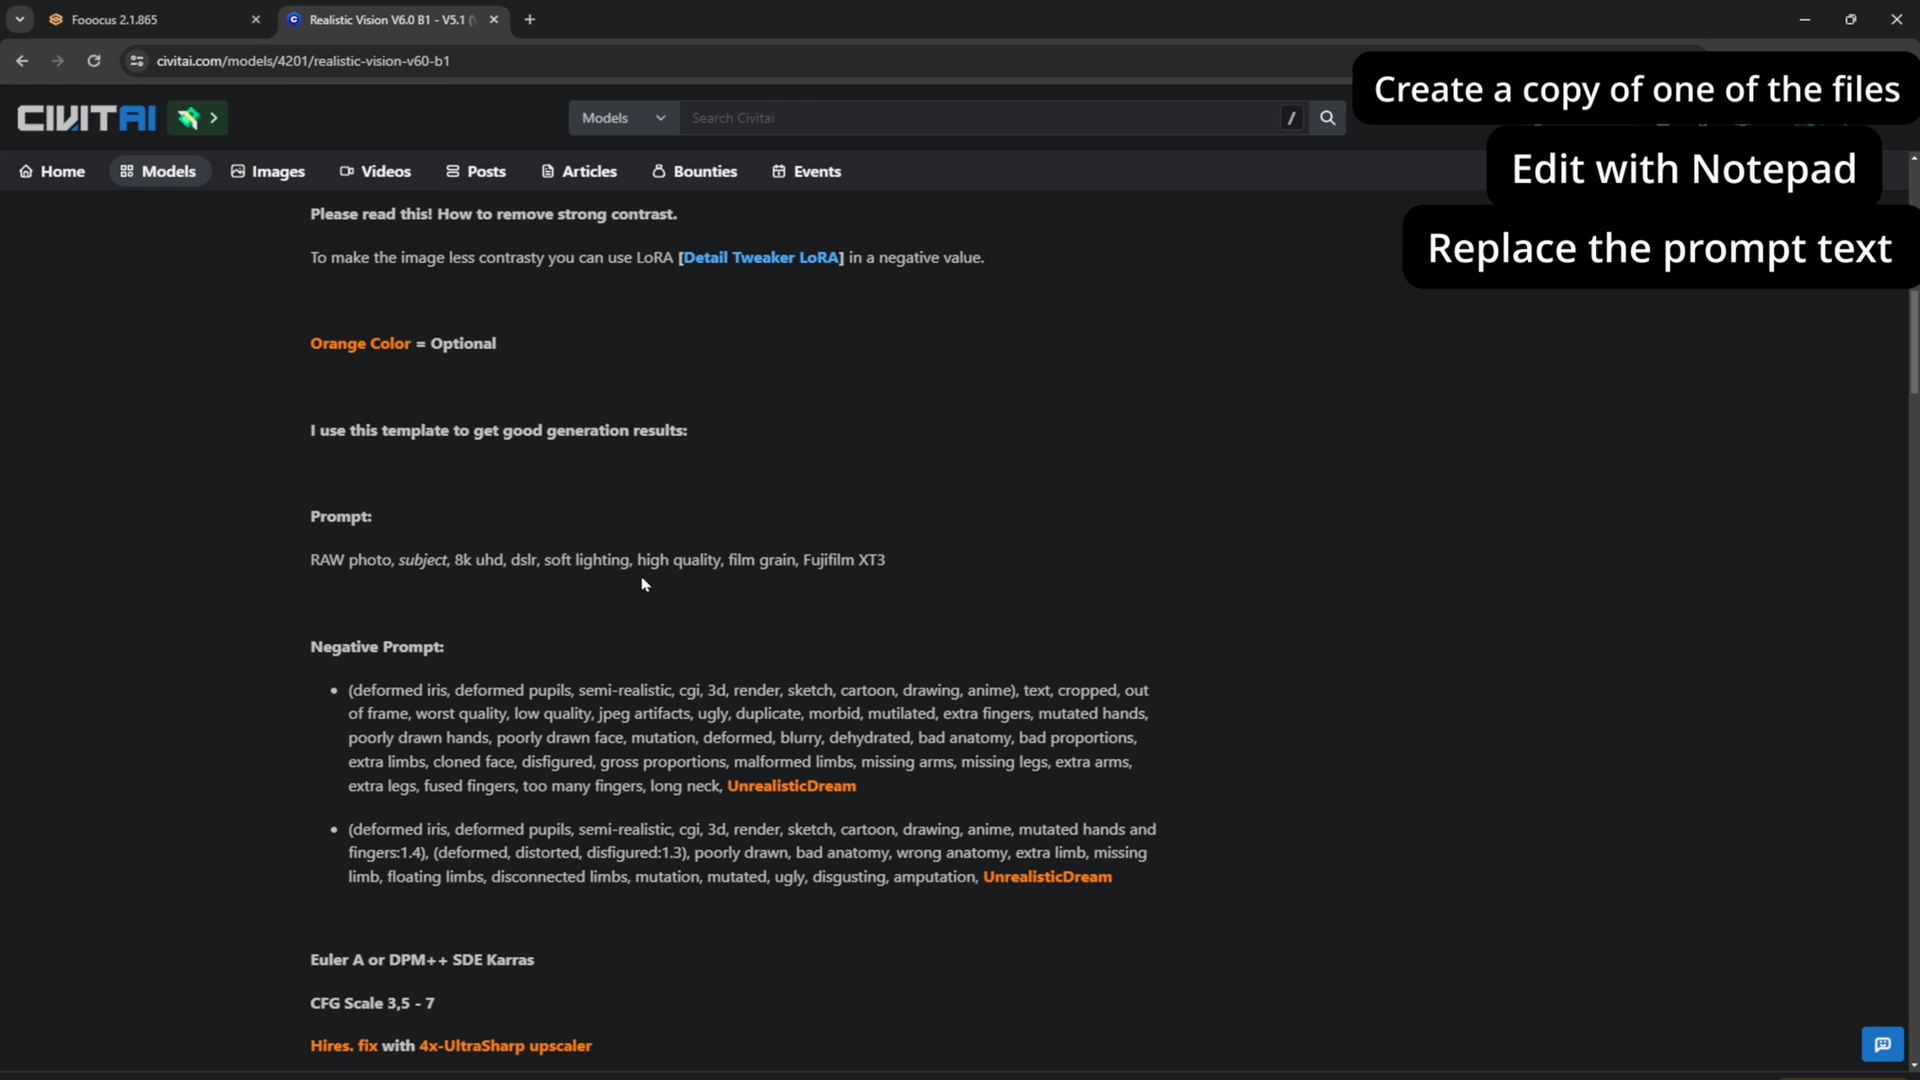 Fooocus 2.1.865
Realistic Vision V6.0 B1 - V5.1 (
civitai.com/models/4201/realistic-vision-v60-b1
Create a copy of one of the files
CIVITAI
Models
Search Civitai
/
Edit with Notepad
Home
Models
Images
Videos
Posts
Articles
Bounties
Events
Replace the prompt text
Please read this! How to remove strong contrast.
To make the image less contrasty you can use LoRA [Detail Tweaker LoRA] in a negative value.
Orange Color = Optional
I use this template to get good generation results:
Prompt:
RAW photo, subject, 8k uhd, dslr, soft lighting, high quality, film grain, Fujifilm XT3
Negative Prompt:
(deformed iris, deformed pupils, semi-realistic, cgi, 3d, render, sketch, cartoon, drawing, anime), text, cropped, out
of frame, worst quality, low quality, jpeg artifacts, ugly, duplicate, morbid, mutilated, extra fingers, mutated hands,
poorly drawn hands, poorly drawn face, mutation, deformed, blurry, dehydrated, bad anatomy, bad proportions,
extra limbs, cloned face, disfigured, gross proportions, malformed limbs, missing arms, missing legs, extra arms,
extra legs, fused fingers, too many fingers, long neck, UnrealisticDream
(deformed iris, deformed pupils, semi-realistic, cgi, 3d, render, sketch, cartoon, drawing, anime, mutated hands and
fingers:1.4), (deformed, distorted, disfigured:1.3), poorly drawn, bad anatomy, wrong anatomy, extra limb, missing
limb, floating limbs, disconnected limbs, mutation, mutated, ugly, disgusting, amputation, UnrealisticDream
Euler A or DPM++ SDE Karras
CFG Scale 3,5 - 7
Hires. fix with 4x-UltraSharp upscaler